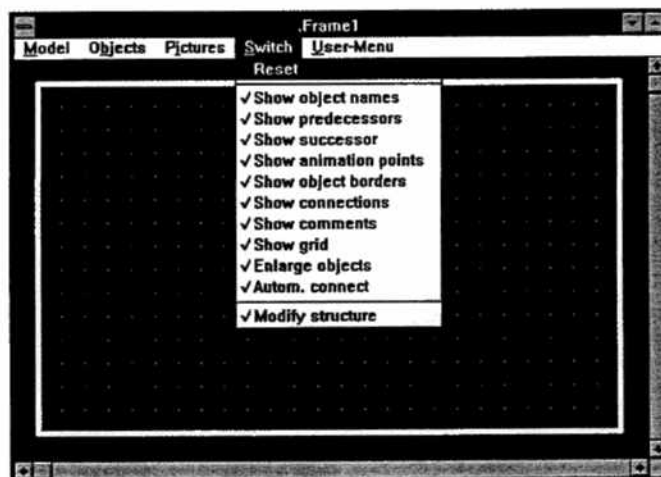 .Frame1
Model Objects Pictures Switch User-Menu
Reset
✓Show object names
✓Show predecessors
✓Show successor
✓Show animation points
✓Show object borders
✓Show connections
✓Show comments
✓Show grid
✓Enlarge objects
✓Autom. connect
✓Modify structure